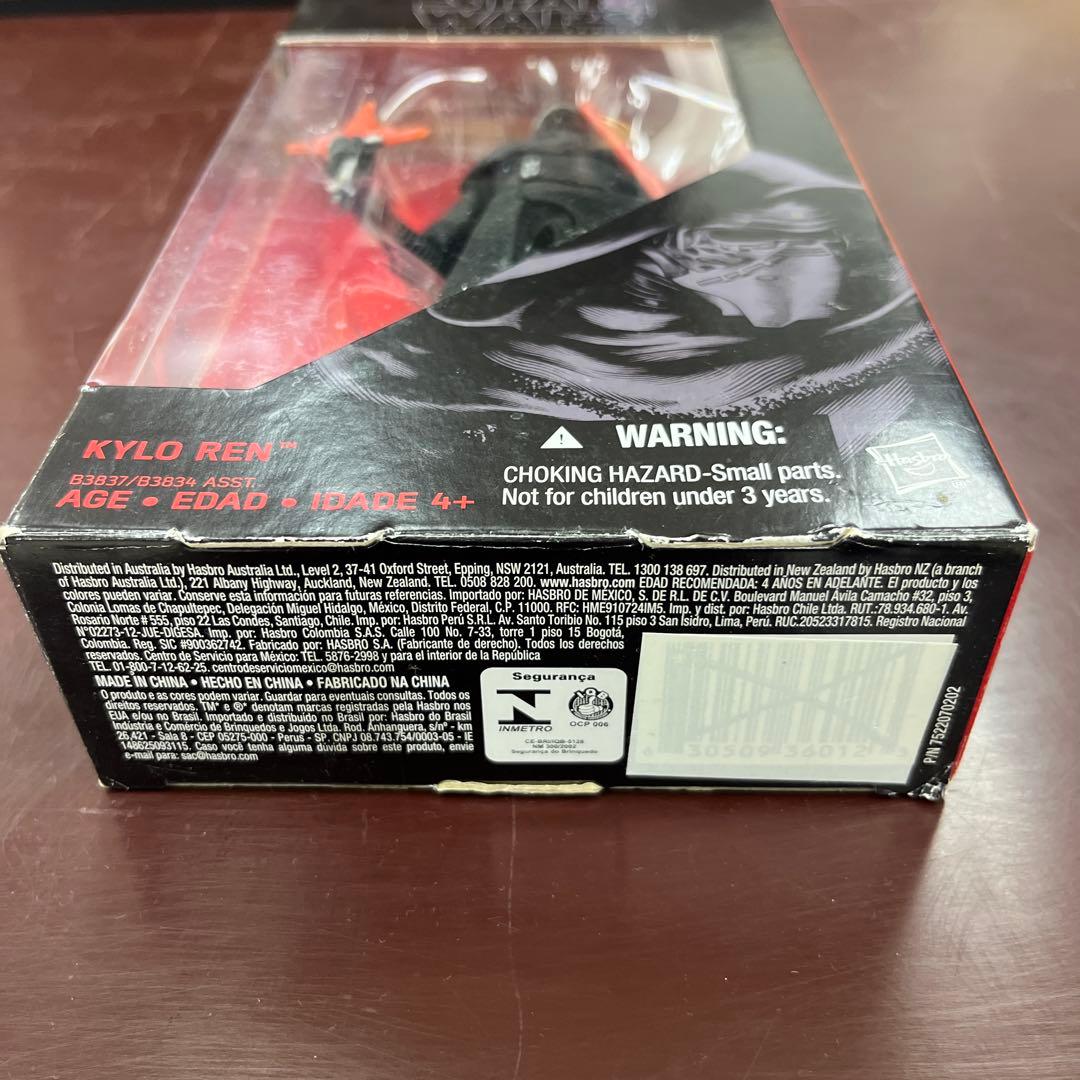 KYLO REN™
B3837/B3834 ASST.
AGE • EDAD • IDADE 4+
WARNING:
CHOKING HAZARD-Small parts.
Not for children under 3 years.
Hasbro
®
Distributed in Australia by Hasbro Australia Ltd., Level 2, 37-41 Oxford Street, Epping, NSW 2121, Australia. TEL. 1300 138 697. Distributed in New Zealand by Hasbro NZ (a branch
of Hasbro Australia Ltd.), 221 Albany Highway, Auckland, New Zealand. TEL. 0508 828 200. www.hasbro.com EDAD RECOMENDADA: 4 AÑOS EN ADELANTE. El producto y los
colores pueden variar. Conserve esta información para futuras referencias. Importado por: HASBRO DE MEXICO, S. DE R.L. DE C.V. Boulevard Manuel Ávila Camacho #32, piso 3,
Colonia Lomas de Chapultepec, Delegación Miguel Hidalgo, México, Distrito Federal, C.P. 11000. RFC: HME910724IM5. Imp. y dist. por: Hasbro Chile Ltda. RUT.:78.934.680-1. Av.
Rosario Norte # 555, piso 22 Las Condes, Santiago, Chile. Imp. por: Hasbro Perú S.R.L. Av. Santo Toribio No. 115 piso 3 San Isidro, Lima, Perú. RUC.20523317815. Registro Nacional
N°02273-12-JUE-DIGESA. Imp. por: Hasbro Colombia S.A.S. Calle 100 No. 7-33, torre 1 piso 15 Bogotá,
Colombia. Reg. SIC #900362742. Fabricado por: HASBRO S.A. (Fabricante de derecho). Todos los derechos
reservados. Centro de Servicio para México: TEL. 5876-2998 y para el interior de la República
TEL. 01-800-7-12-62-25. centrodeserviciomexico@hasbro.com
MADE IN CHINA • HECHO EN CHINA • FABRICADO NA CHINA
O produto e as cores podem variar. Guardar para eventuais consultas. Todos os
direitos reservados. TM* e ®* denotam marcas registradas pela Hasbro nos
EUA e/ou no Brasil. Importado e distribuído no Brasil por: Hasbro do Brasil
Indústria e Comércio de Brinquedos e Jogos Ltda. Rod. Anhanguera, s/nº - km
26,421 - Sala 8 - CEP 05275-000 - Perus - SP. CNPJ 08.743.754/0003-05 - IE
148625093115. Caso você tenha alguma dúvida sobre este produto, envie
e-mail para: sac@hasbro.com
Segurança
INMETRO
IQB
OCP 006
CE-BRI/IQB-5128
NM 300/2002
Segurança do Brinquedo
P/N 7522070202